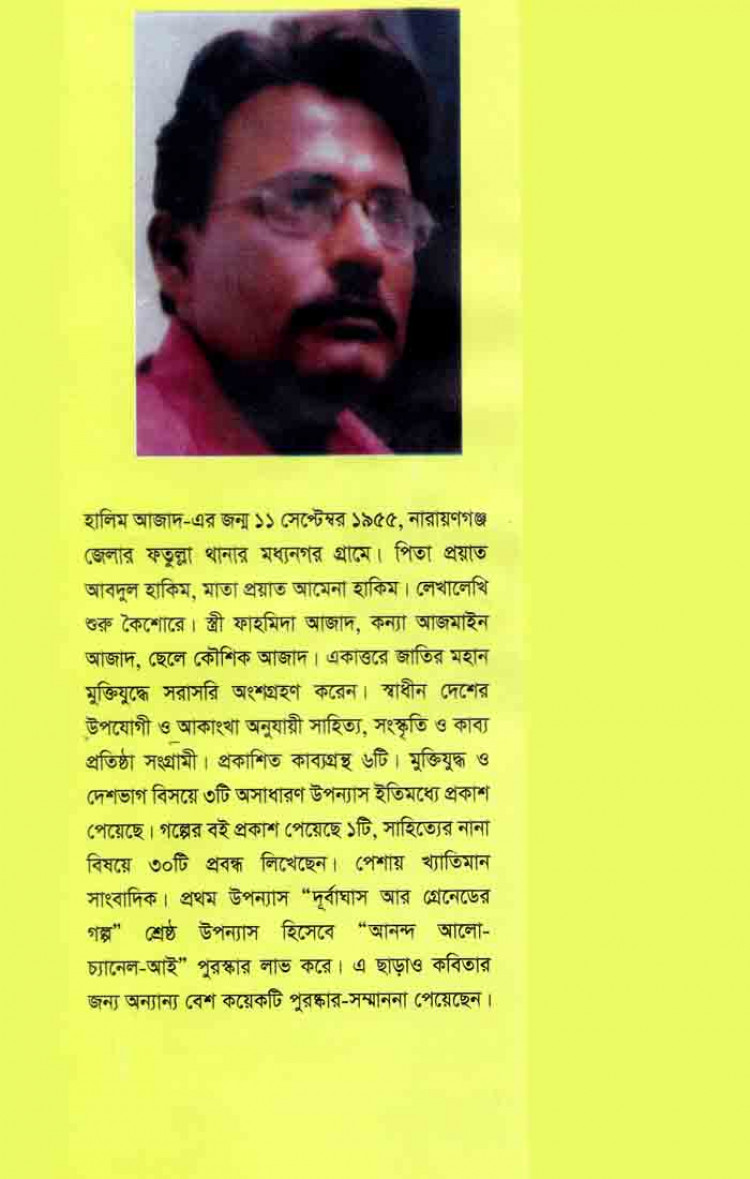 হালিম আজাদ-এর জন্ম ১১ সেপ্টেম্বর ১৯৫৫, নারায়ণগঞ্জ
জেলার ফতুল্লা থানার মধ্যনগর গ্রামে। পিতা প্রয়াত
আবদুল হাকিম, মাতা প্রয়াত আমেনা হাকিম। লেখালেখি
শুরু কৈশোরে। স্ত্রী ফাহমিদা আজাদ, কন্যা আজমাইন
আজাদ, ছেলে কৌশিক আজাদ। একাত্তরে জাতির মহান
মুক্তিযুদ্ধে সরাসরি অংশগ্রহণ করেন। স্বাধীন দেশের
উপযোগী ও আকাংখা অনুযায়ী সাহিত্য, সংস্কৃতি ও কাব্য
প্রতিষ্ঠা সংগ্রামী। প্রকাশিত কাব্যগ্রন্থ ৬টি। মুক্তিযুদ্ধ ও
দেশভাগ বিসয়ে ৩টি অসাধারণ উপন্যাস ইতিমধ্যে প্রকাশ
পেয়েছে। গল্পের বই প্রকাশ পেয়েছে ১টি, সাহিত্যের নানা
বিষয়ে ৩০টি প্রবন্ধ লিখেছেন। পেশায় খ্যাতিমান
সাংবাদিক। প্রথম উপন্যাস “দূর্বাঘাস আর গ্রেনেডের
গল্প” শ্রেষ্ঠ উপন্যাস হিসেবে “আনন্দ আলো-
চ্যানেল-আই” পুরস্কার লাভ করে। এ ছাড়াও কবিতার
জন্য অন্যান্য বেশ কয়েকটি পুরষ্কার-সম্মাননা পেয়েছেন।